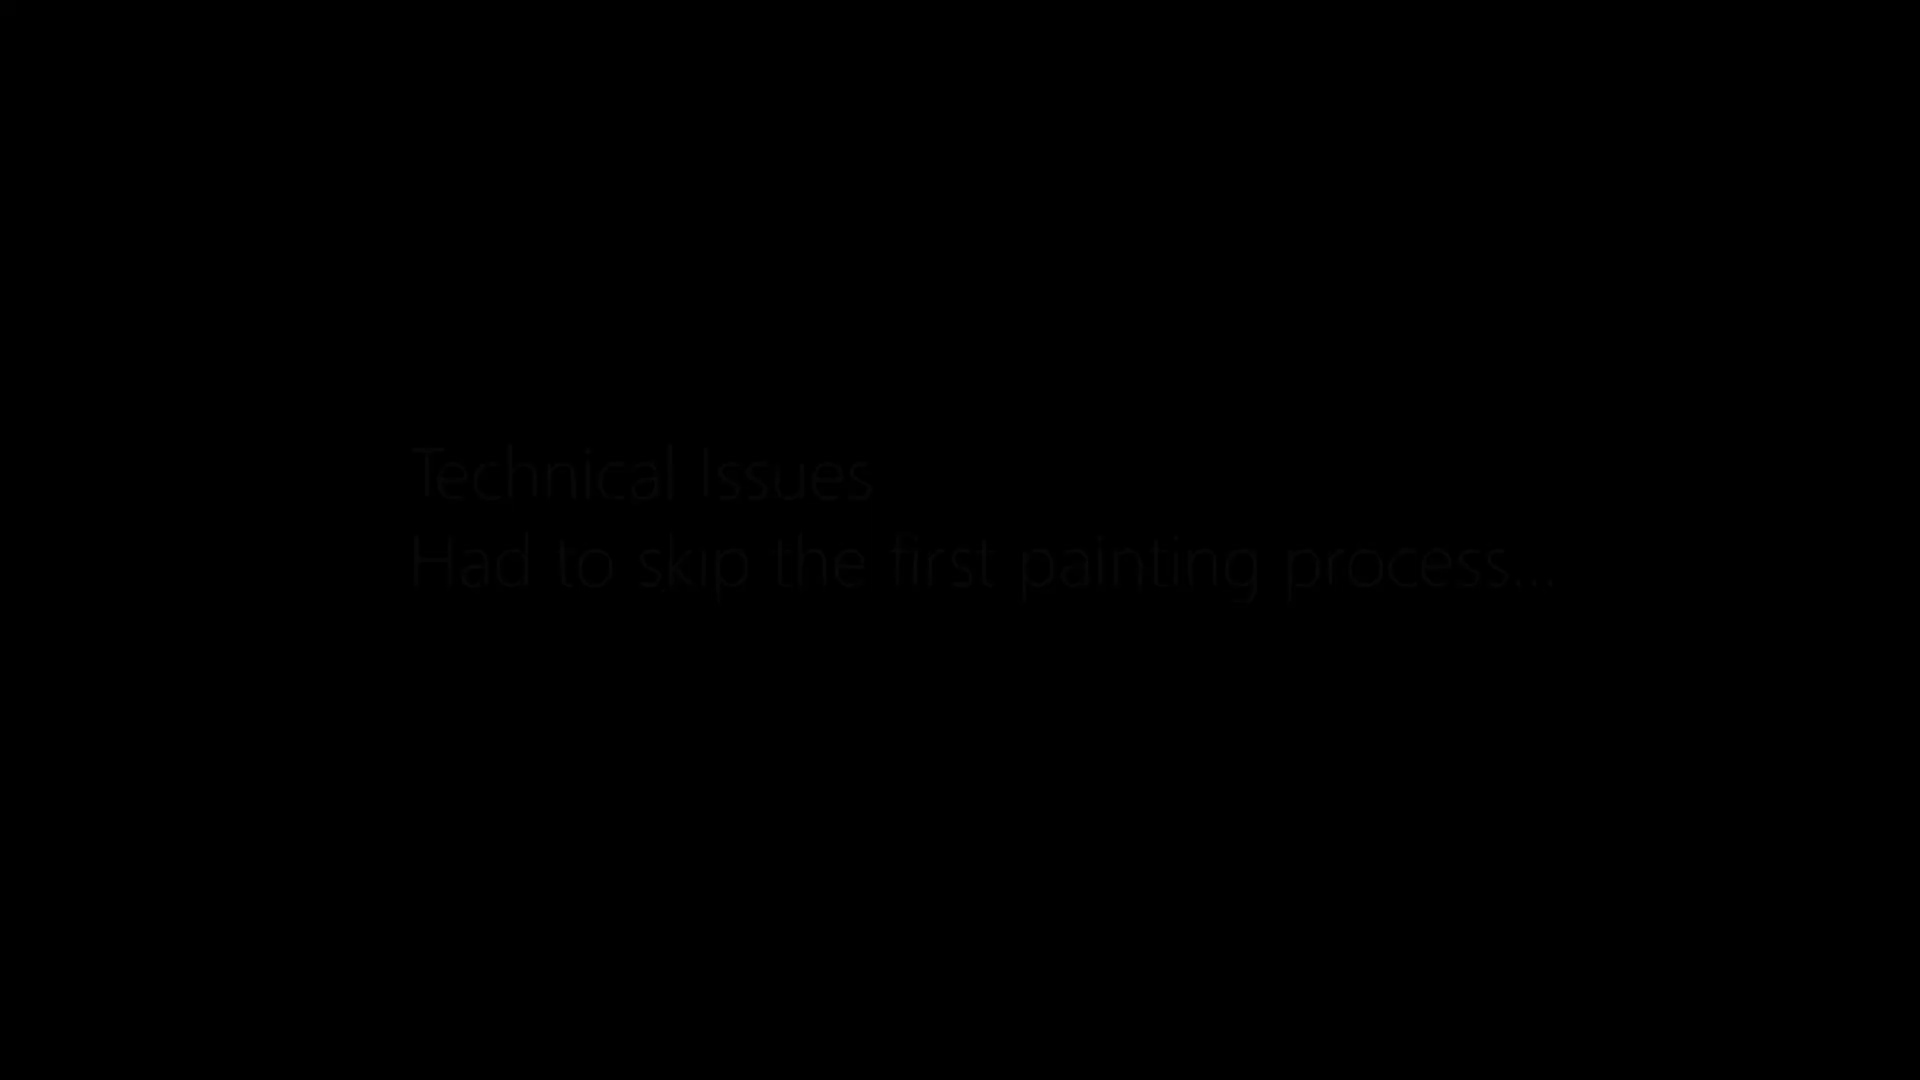 Technical Issues
Had to skip the first painting process...